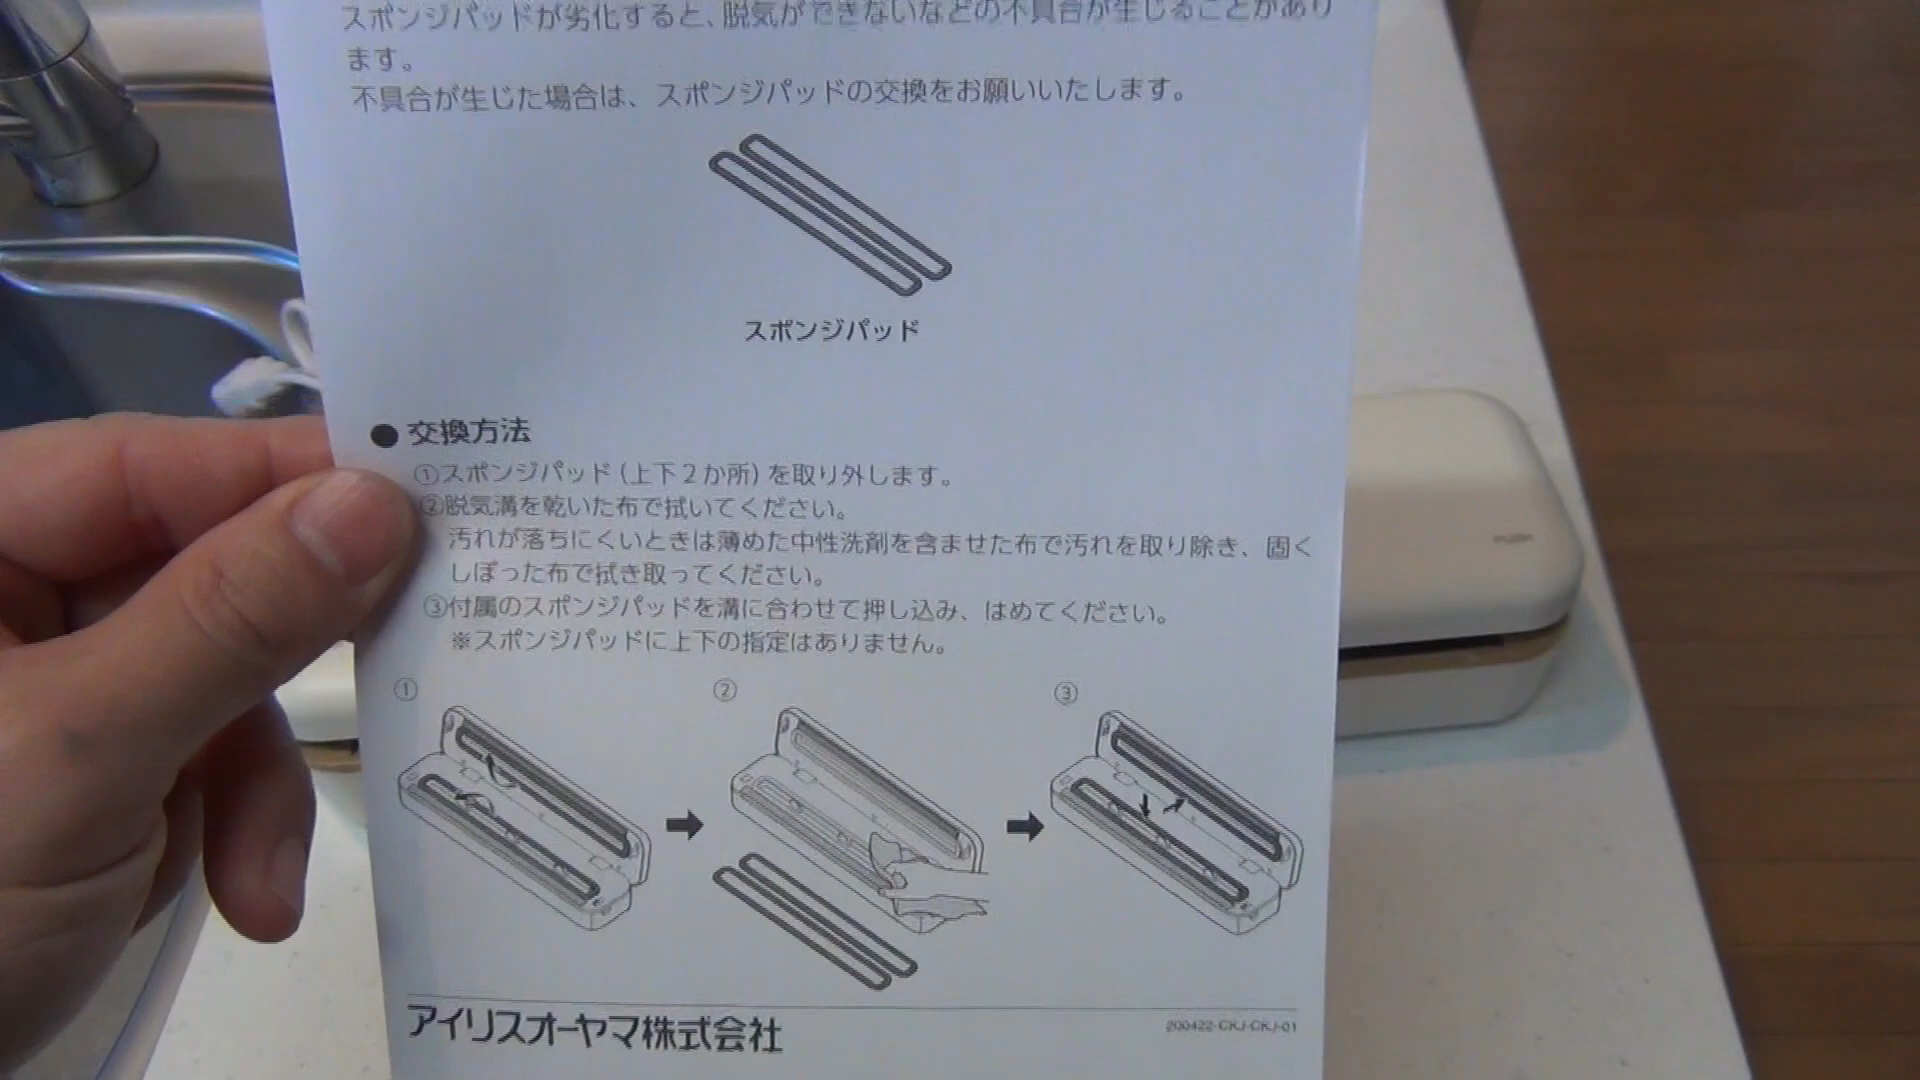 スポンジパッドが劣化すると、脱気ができないなどの不具合が生じることがあり
ます。
不具合が生じた場合は、スポンジパッドの交換をお願いいたします。
スポンジパッド
● 交換方法
①スポンジパッド(上下2か所)を取り外します。
②脱気溝を乾いた布で拭いてください。
汚れが落ちにくいときは薄めた中性洗剤を含ませた布で汚れを取り除き、固く
しぼった布で拭き取ってください。
③付属のスポンジパッドを溝に合わせて押し込み、はめてください。
※スポンジパッドに上下の指定はありません。
① ② ③
アイリスオーヤマ株式会社
200422-CKJ-CKJ-01